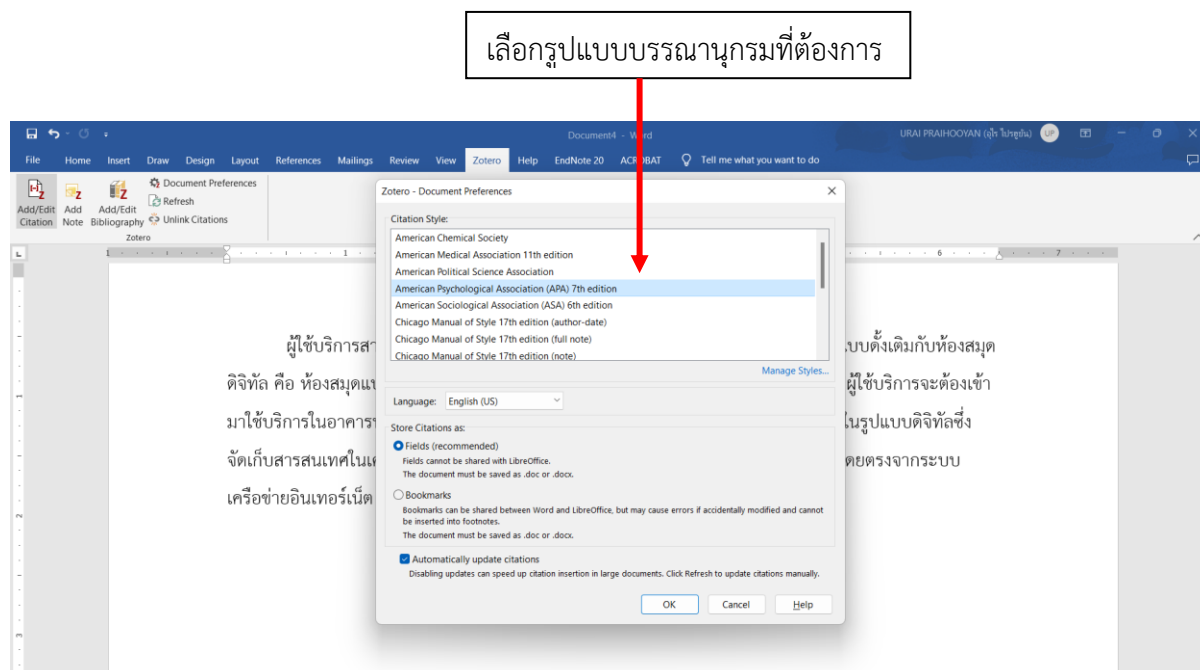 เลือกรูปแบบบรรณานุกรมที่ต้องการ
Document4 - Word
URAI PRAIHOOYAN (อุไร ไปรฮูยัน) UP
File Home Insert Draw Design Layout References Mailings Review View Zotero Help EndNote 20 ACROBAT Tell me what you want to do
Add/Edit Citation
Add Note
Add/Edit Bibliography
Document Preferences
Refresh
Unlink Citations
Zotero
1 1 6 7
Zotero - Document Preferences
Citation Style:
American Chemical Society
American Medical Association 11th edition
American Political Science Association
American Psychological Association (APA) 7th edition
American Sociological Association (ASA) 6th edition
Chicago Manual of Style 17th edition (author-date)
Chicago Manual of Style 17th edition (full note)
Chicago Manual of Style 17th edition (note)
Manage Styles...
Language: English (US)
Store Citations as:
Fields (recommended)
Fields cannot be shared with LibreOffice.
The document must be saved as .doc or .docx.
Bookmarks
Bookmarks can be shared between Word and LibreOffice, but may cause errors if accidentally modified and cannot
be inserted into footnotes.
The document must be saved as .doc or .docx.
Automatically update citations
Disabling updates can speed up citation insertion in large documents. Click Refresh to update citations manually.
OK Cancel Help
ผู้ใช้บริการสา บบดั้งเดิมกับห้องสมุด
ดิจิทัล คือ ห้องสมุดแบ ผู้ใช้บริการจะต้องเข้า
มาใช้บริการในอาคาร ในรูปแบบดิจิทัลซึ่ง
จัดเก็บสารสนเทศในเค ดยตรงจากระบบ
เครือข่ายอินเทอร์เน็ต